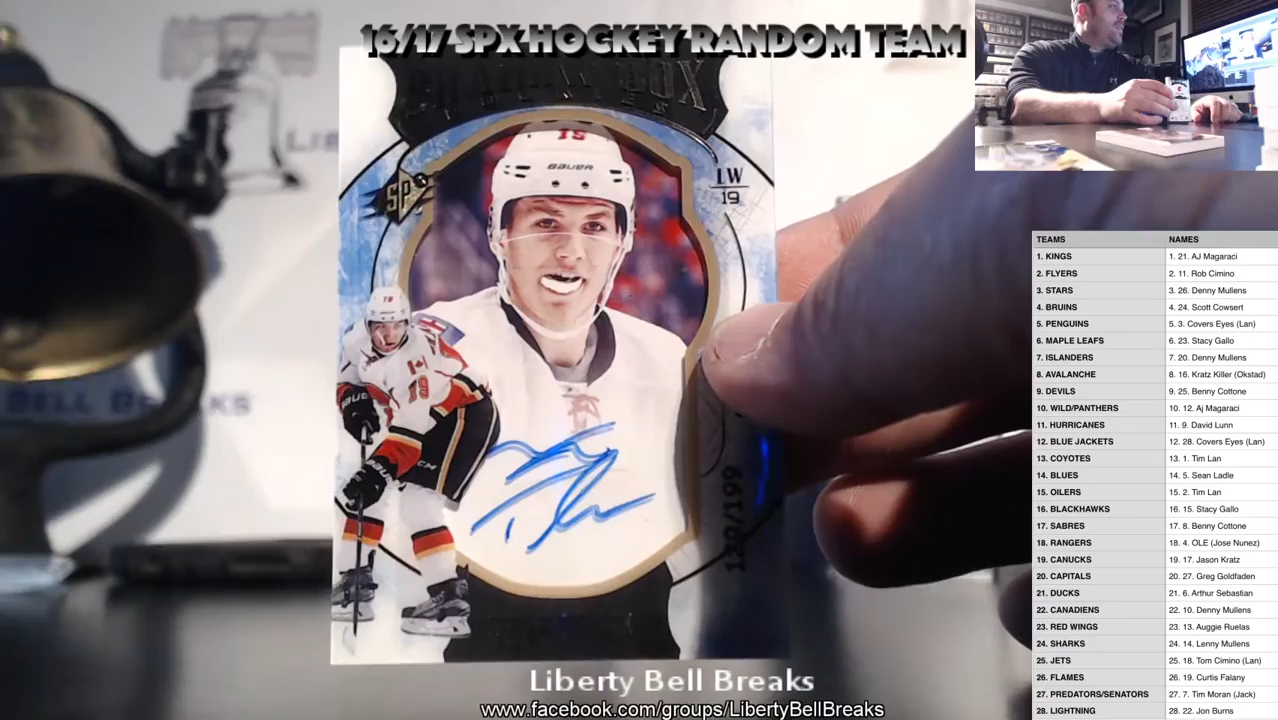 16/17 SPX HOCKEY RANDOM TEAM
SP
15
BAUER
LW
19
19
CCM
129/199
BELL BREAKS
Liberty Bell Breaks
www.facebook.com/groups/LibertyBellBreaks
TEAMS NAMES
1. KINGS 1. 21. AJ Magaraci
2. FLYERS 2. 11. Rob Cimino
3. STARS 3. 26. Denny Mullens
4. BRUINS 4. 24. Scott Cowsert
5. PENGUINS 5. 3. Covers Eyes (Lan)
6. MAPLE LEAFS 6. 23. Stacy Gallo
7. ISLANDERS 7. 20. Denny Mullens
8. AVALANCHE 8. 16. Kratz Killer (Okstad)
9. DEVILS 9. 25. Benny Cottone
10. WILD/PANTHERS 10. 12. Aj Magaraci
11. HURRICANES 11. 9. David Lunn
12. BLUE JACKETS 12. 28. Covers Eyes (Lan)
13. COYOTES 13. 1. Tim Lan
14. BLUES 14. 5. Sean Ladle
15. OILERS 15. 2. Tim Lan
16. BLACKHAWKS 16. 15. Stacy Gallo
17. SABRES 17. 8. Benny Cottone
18. RANGERS 18. 4. OLE (Jose Nunez)
19. CANUCKS 19. 17. Jason Kratz
20. CAPITALS 20. 27. Greg Goldfaden
21. DUCKS 21. 6. Arthur Sebastian
22. CANADIENS 22. 10. Denny Mullens
23. RED WINGS 23. 13. Auggie Ruelas
24. SHARKS 24. 14. Lenny Mullens
25. JETS 25. 18. Tom Cimino (Lan)
26. FLAMES 26. 19. Curtis Falany
27. PREDATORS/SENATORS 27. 7. Tim Moran (Jack)
28. LIGHTNING 28. 22. Jon Burns